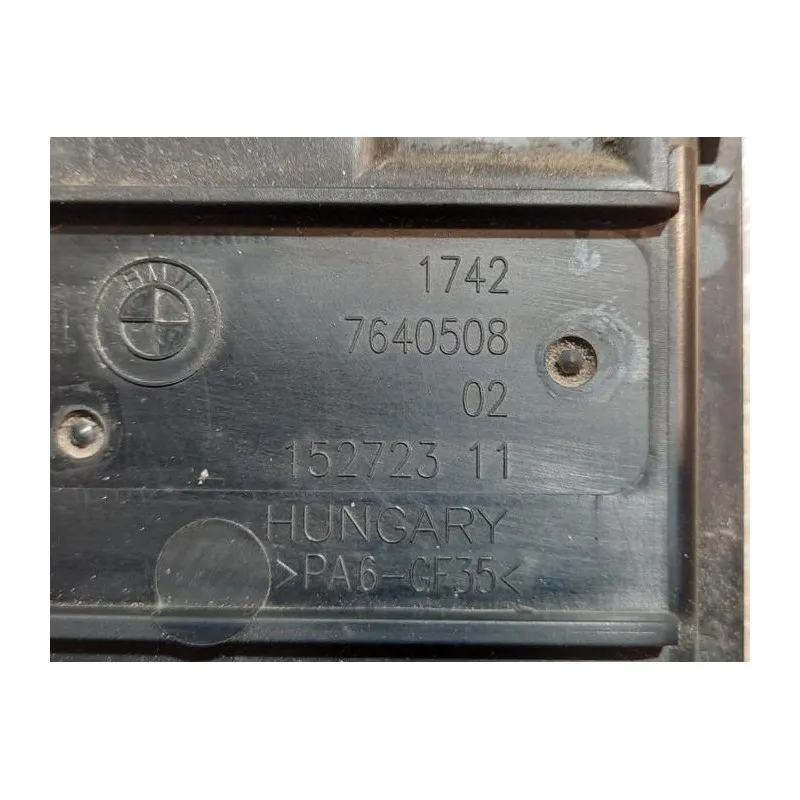 BMW
1742
7640508
02
152723 11
HUNGARY
>PA6-GF35<